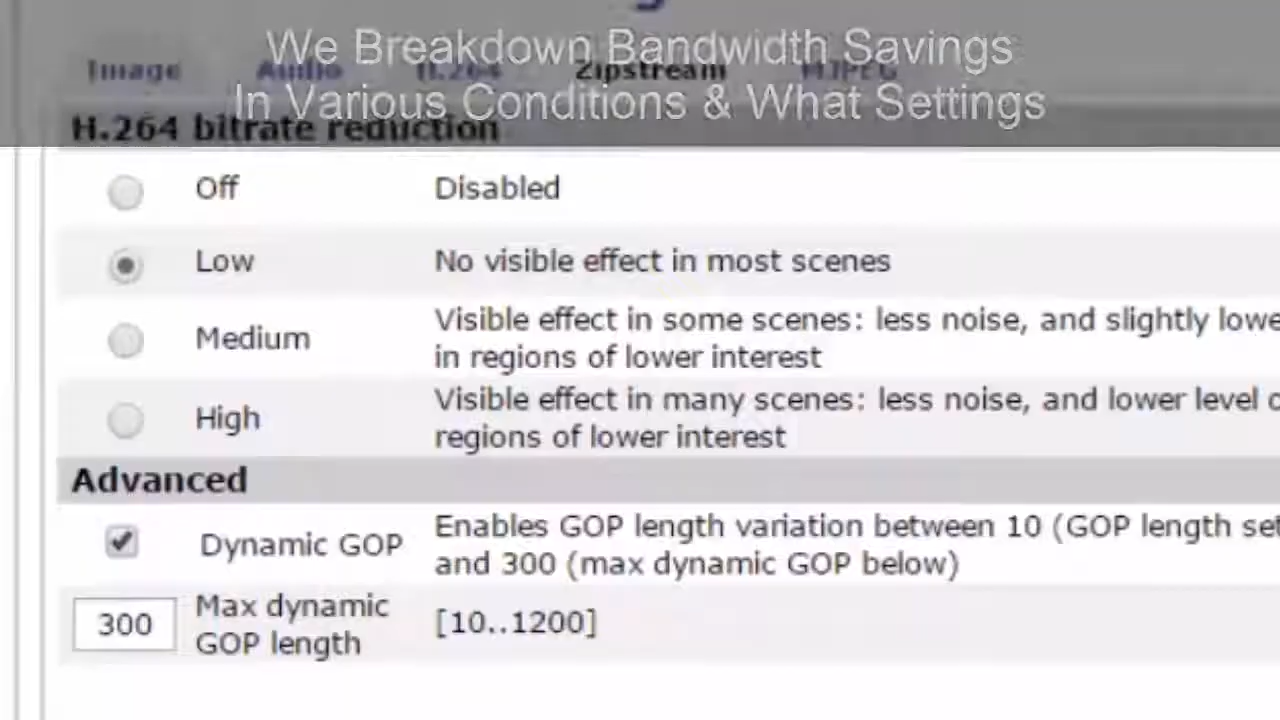 We Breakdown Bandwidth Savings
In Various Conditions & What Settings
Image Audio H.264 Zipstream MJPEG
H.264 bitrate reduction
Off Disabled
Low No visible effect in most scenes
Medium Visible effect in some scenes: less noise, and slightly lowe
in regions of lower interest
High Visible effect in many scenes: less noise, and lower level
regions of lower interest
Advanced
Dynamic GOP Enables GOP length variation between 10 (GOP length set
and 300 (max dynamic GOP below)
300 Max dynamic
GOP length [10..1200]